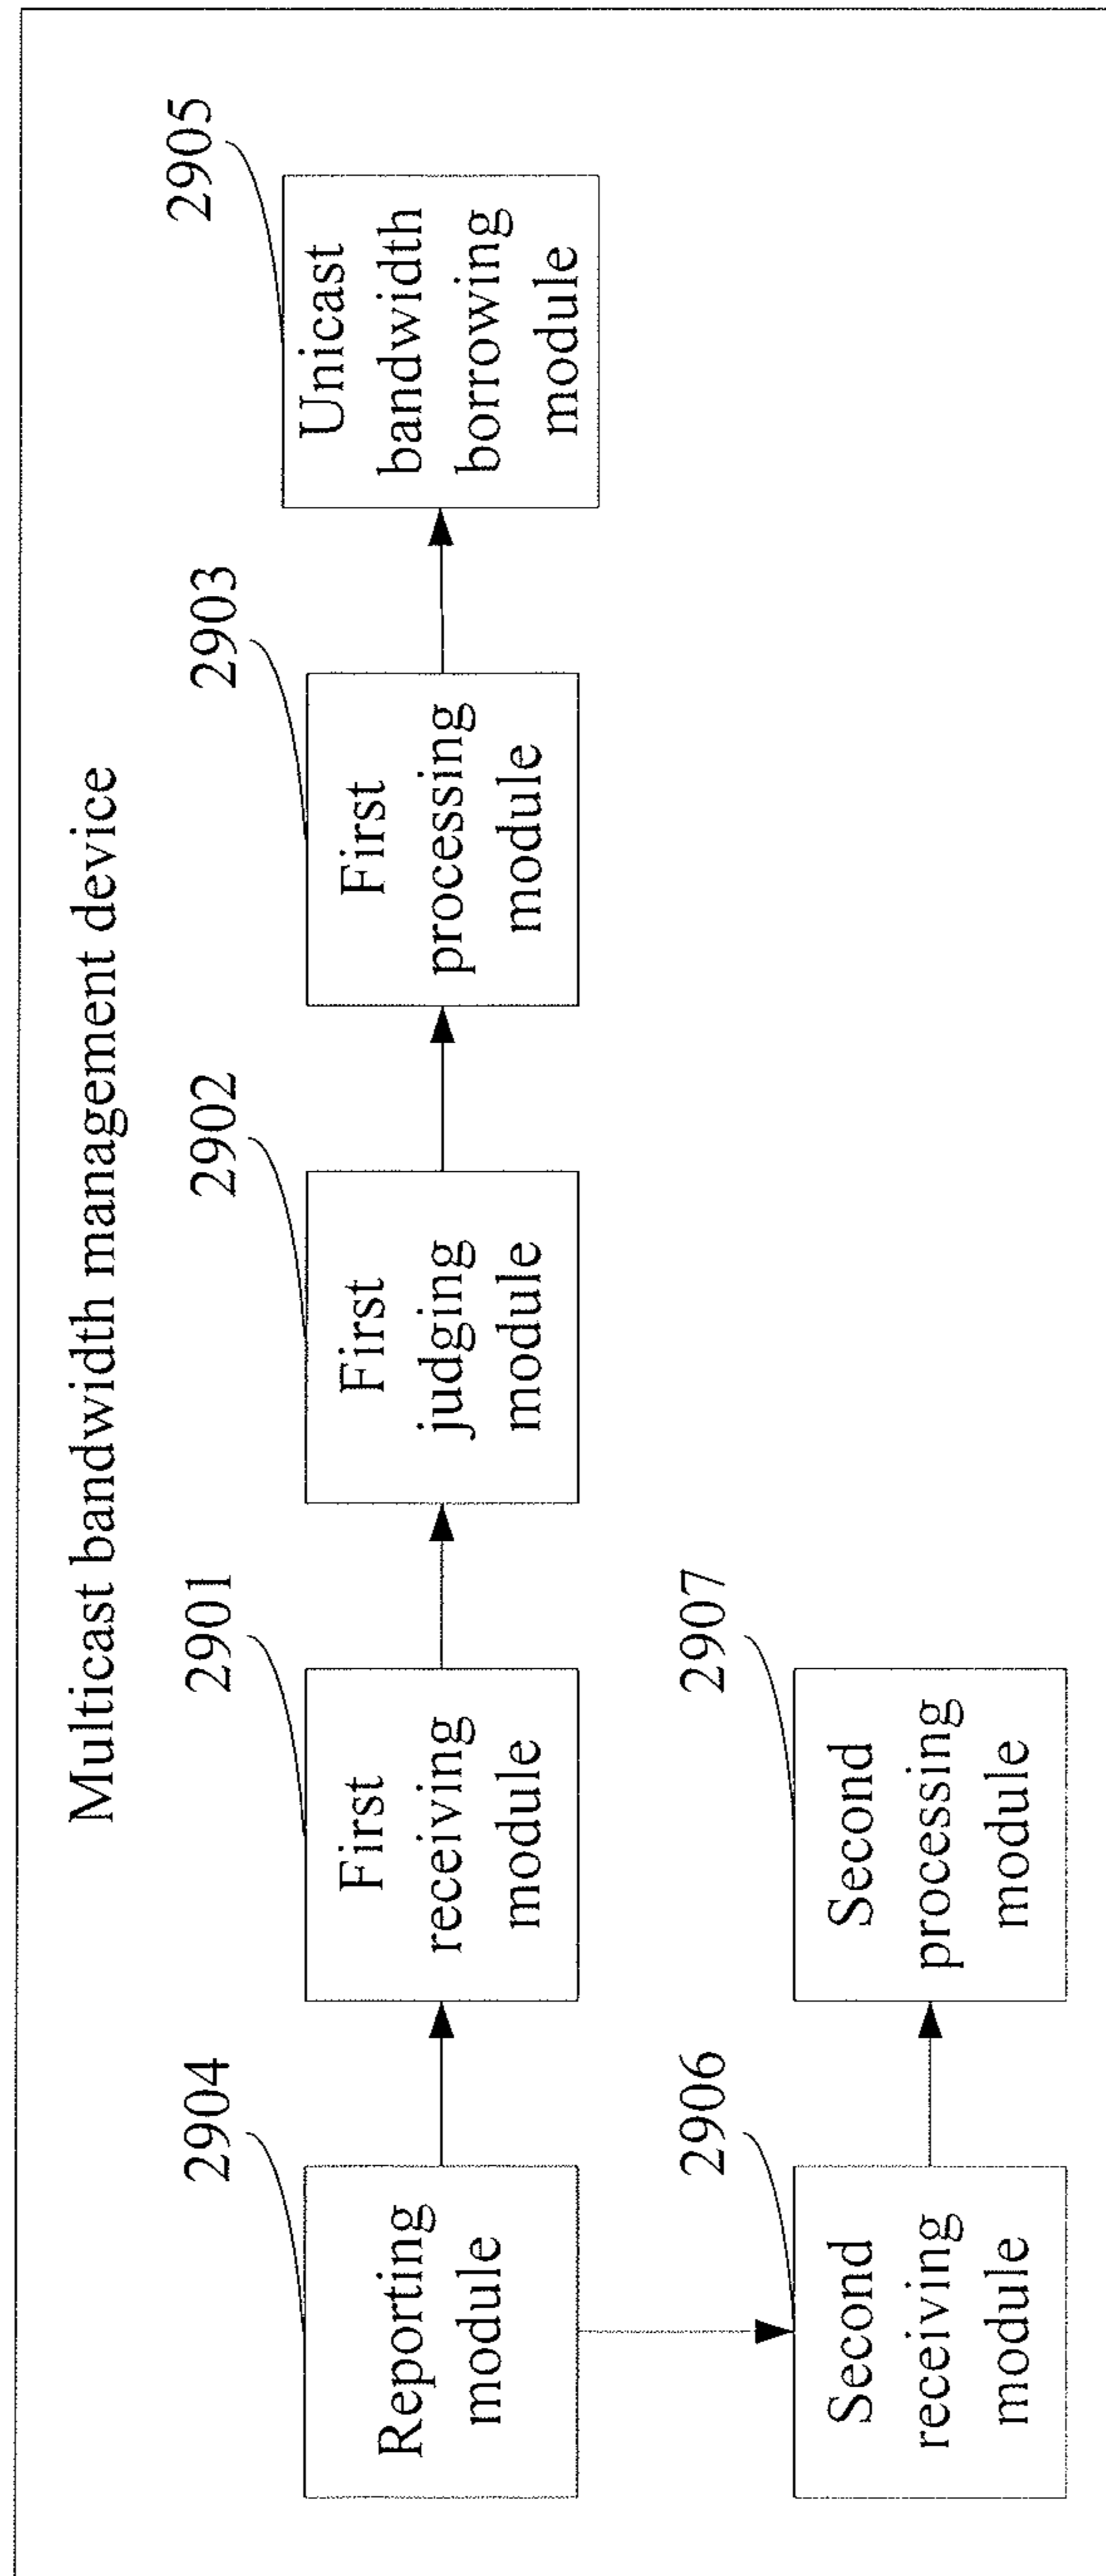 Multicast bandwidth management device
2904
2901
2902
2903
2905
Reporting
module
First
receiving
module
First
judging
module
First
processing
module
Unicast
bandwidth
borrowing
module
2906
2907
Second
receiving
module
Second
processing
module